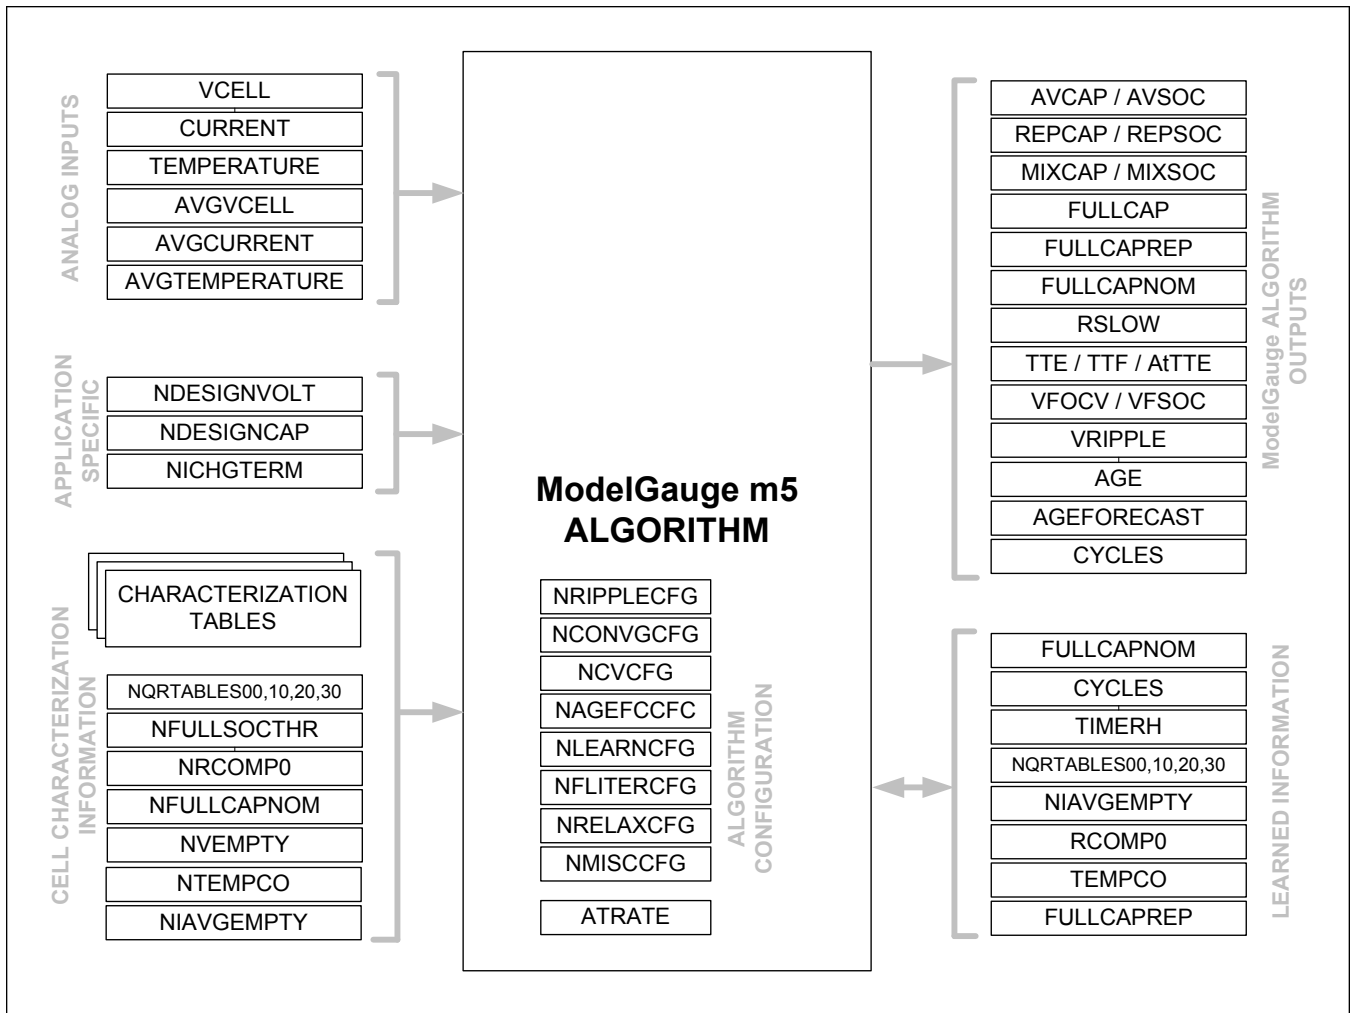 ANALOG INPUTS
VCELL
CURRENT
TEMPERATURE
AVGVCELL
AVGCURRENT
AVGTEMPERATURE
APPLICATION
SPECIFIC
NDESIGNVOLT
NDESIGNCAP
NICHGTERM
CELL CHARACTERIZATION
INFORMATION
CHARACTERIZATION
TABLES
NQRTABLES00,10,20,30
NFULLSOCTHR
NRCOMP0
NFULLCAPNOM
NVEMPTY
NTEMPCO
NIAVGEMPTY
ModelGauge m5
ALGORITHM
NRIPPLECFG
NCONVGCFG
NCVCFG
NAGEFCCFC
NLEARNCFG
NFLITERCFG
NRELAXCFG
NMISCCFG
ATRATE
ALGORITHM
CONFIGURATION
AVCAP / AVSOC
REPCAP / REPSOC
MIXCAP / MIXSOC
FULLCAP
FULLCAPREP
FULLCAPNOM
RSLOW
TTE / TTF / AtTTE
VFOCV / VFSOC
VRIPPLE
AGE
AGEFORECAST
CYCLES
ModelGauge ALGORITHM
OUTPUTS
FULLCAPNOM
CYCLES
TIMERH
NQRTABLES00,10,20,30
NIAVGEMPTY
RCOMP0
TEMPCO
FULLCAPREP
LEARNED INFORMATION